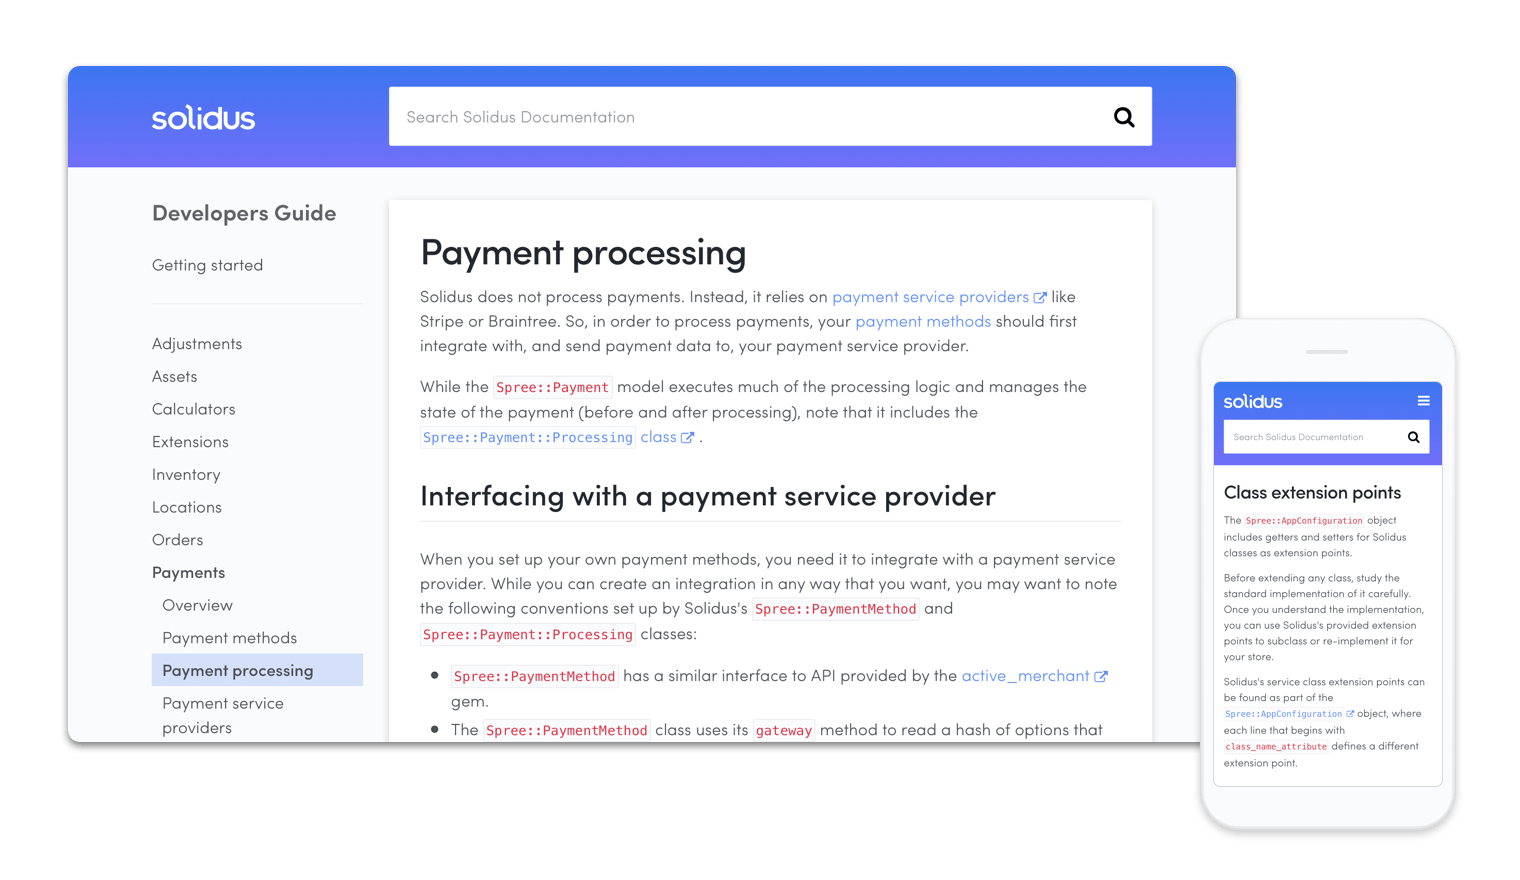 solidus
Search Solidus Documentation
Developers Guide
Getting started
Adjustments
Assets
Calculators
Extensions
Inventory
Locations
Orders
Payments
Overview
Payment methods
Payment processing
Payment service
providers
Payment processing
Solidus does not process payments. Instead, it relies on payment service providers like
Stripe or Braintree. So, in order to process payments, your payment methods should first
integrate with, and send payment data to, your payment service provider.
While the Spree::Payment model executes much of the processing logic and manages the
state of the payment (before and after processing), note that it includes the
Spree::Payment::Processing class .
Interfacing with a payment service provider
When you set up your own payment methods, you need it to integrate with a payment service
provider. While you can create an integration in any way that you want, you may want to note
the following conventions set up by Solidus's Spree::PaymentMethod and
Spree::Payment::Processing classes:
• Spree::PaymentMethod has a similar interface to API provided by the active_merchant
gem.
• The Spree::PaymentMethod class uses its gateway method to read a hash of options that
solidus
Search Solidus Documentation
Class extension points
The Spree::AppConfiguration object
includes getters and setters for Solidus
classes as extension points.
Before extending any class, study the
standard implementation of it carefully.
Once you understand the implementation,
you can use Solidus's provided extension
points to subclass or re-implement it for
your store.
Solidus's service class extension points can
be found as part of the
Spree::AppConfiguration object, where
each line that begins with
class_name_attribute defines a different
extension point.